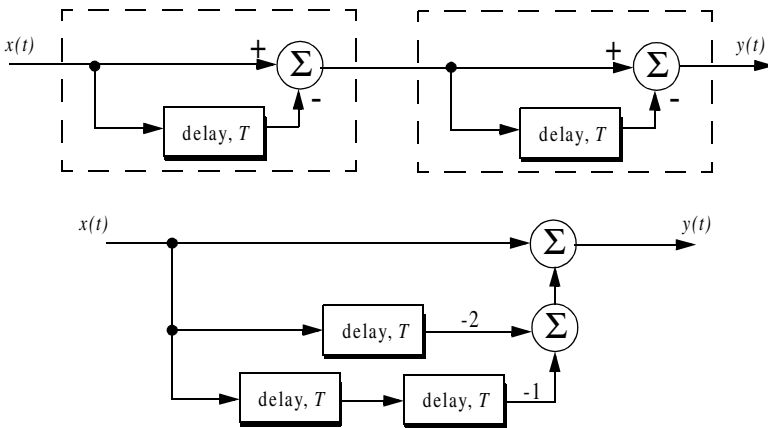 x(t) + Σ - delay, T + Σ - delay, T y(t)
x(t) Σ y(t)
delay, T -2 Σ
delay, T delay, T -1